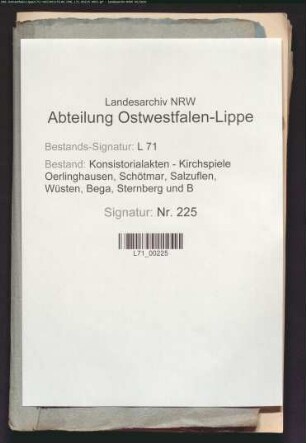 Landesarchiv NRW
Abteilung Ostwestfalen-Lippe
Bestands-Signatur: L 71
Bestand: Konsistorialakten - Kirchspiele
Oerlinghausen, Schötmar, Salzuflen,
Wüsten, Bega, Sternberg und B
Signatur: Nr. 225
L71_00225